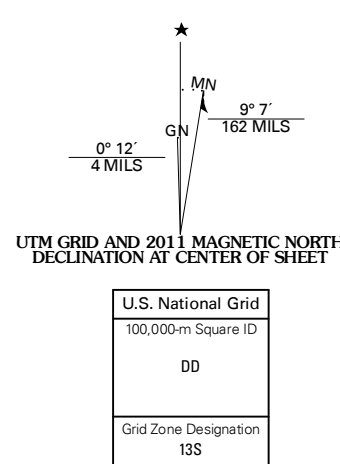 MN
GN
9° 7´
162 MILS
0° 12´
4 MILS
UTM GRID AND 2011 MAGNETIC NORTH
DECLINATION AT CENTER OF SHEET
U.S. National Grid
100,000-m Square ID
DD
Grid Zone Designation
13S